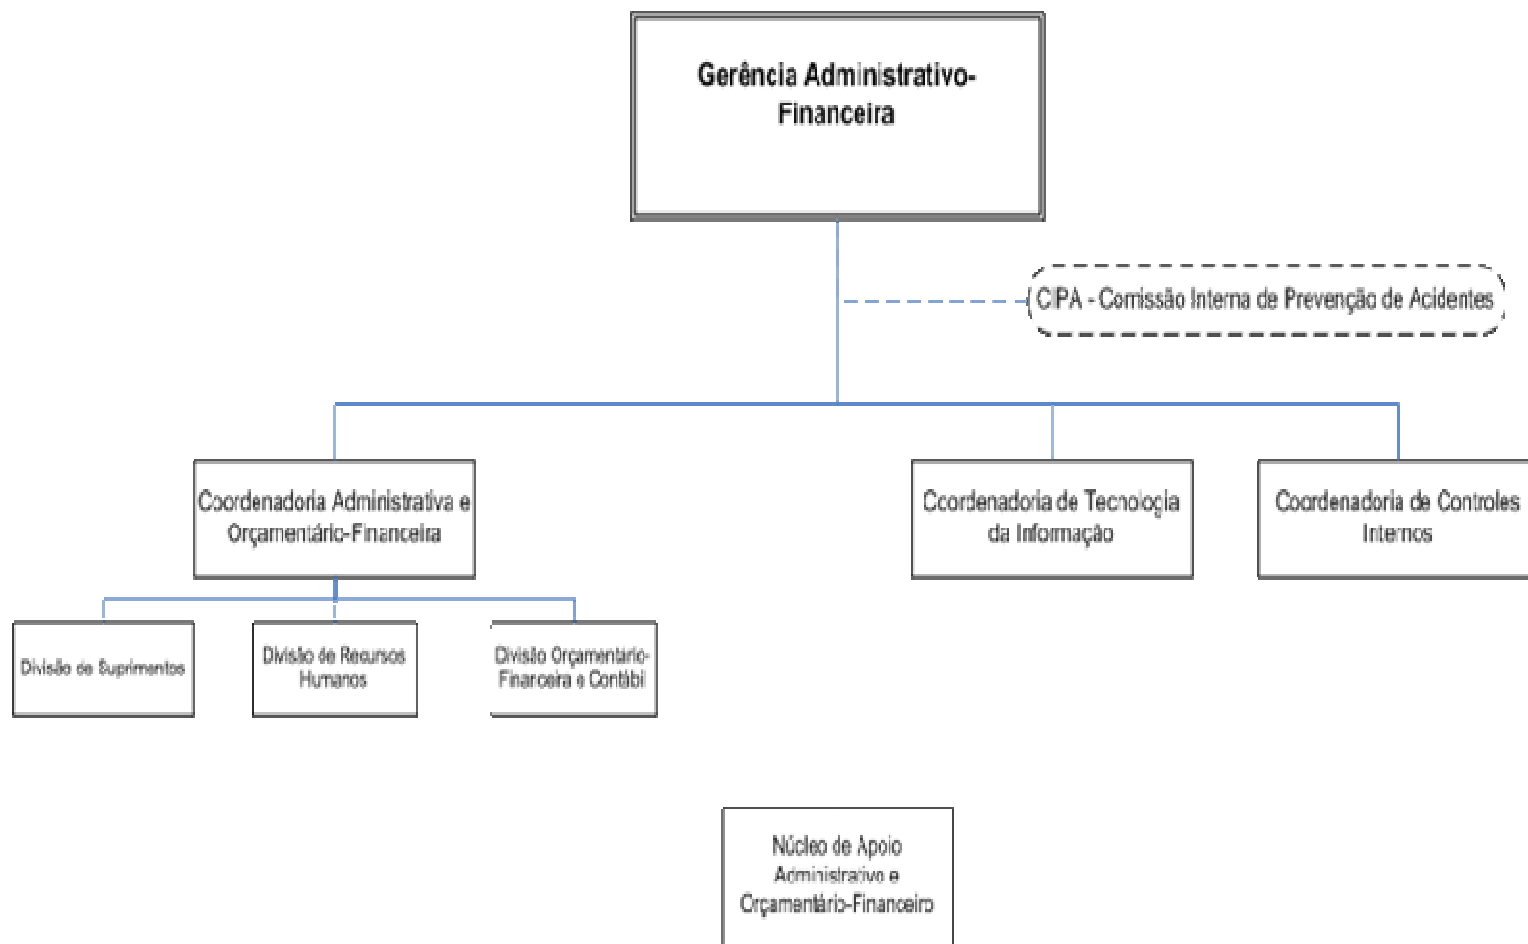 Gerência Administrativo-
Financeira
CIPA - Comissão Interna de Prevenção de Acidentes
Coordenadoria Administrativa e
Orçamentário-Financeira
Coordenadoria de Tecnologia
da Informação
Coordenadoria de Controles
Internos
Divisão de Suprimentos
Divisão de Recursos
Humanos
Divisão Orçamentário-
Financeira e Contábil
Núcleo de Apoio
Administrativo e
Orçamentário-Financeiro